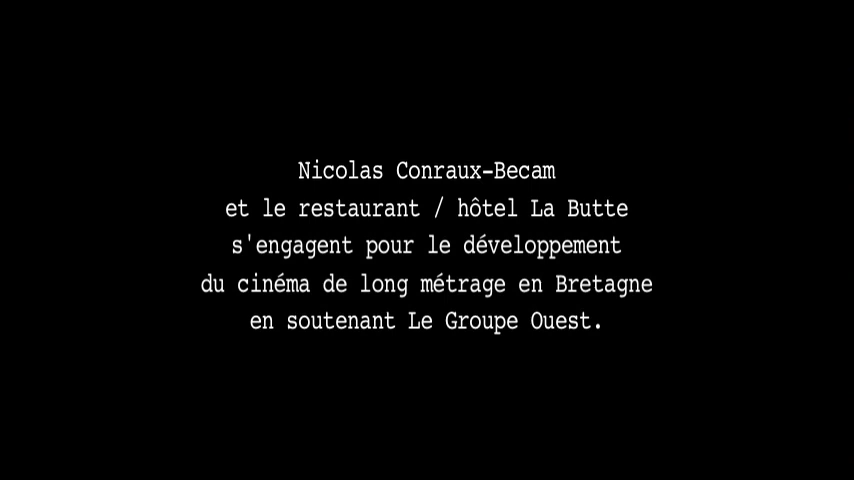 Nicolas Conraux-Becam
et le restaurant / hôtel La Butte
s'engagent pour le développement
du cinéma de long métrage en Bretagne
en soutenant Le Groupe Ouest.